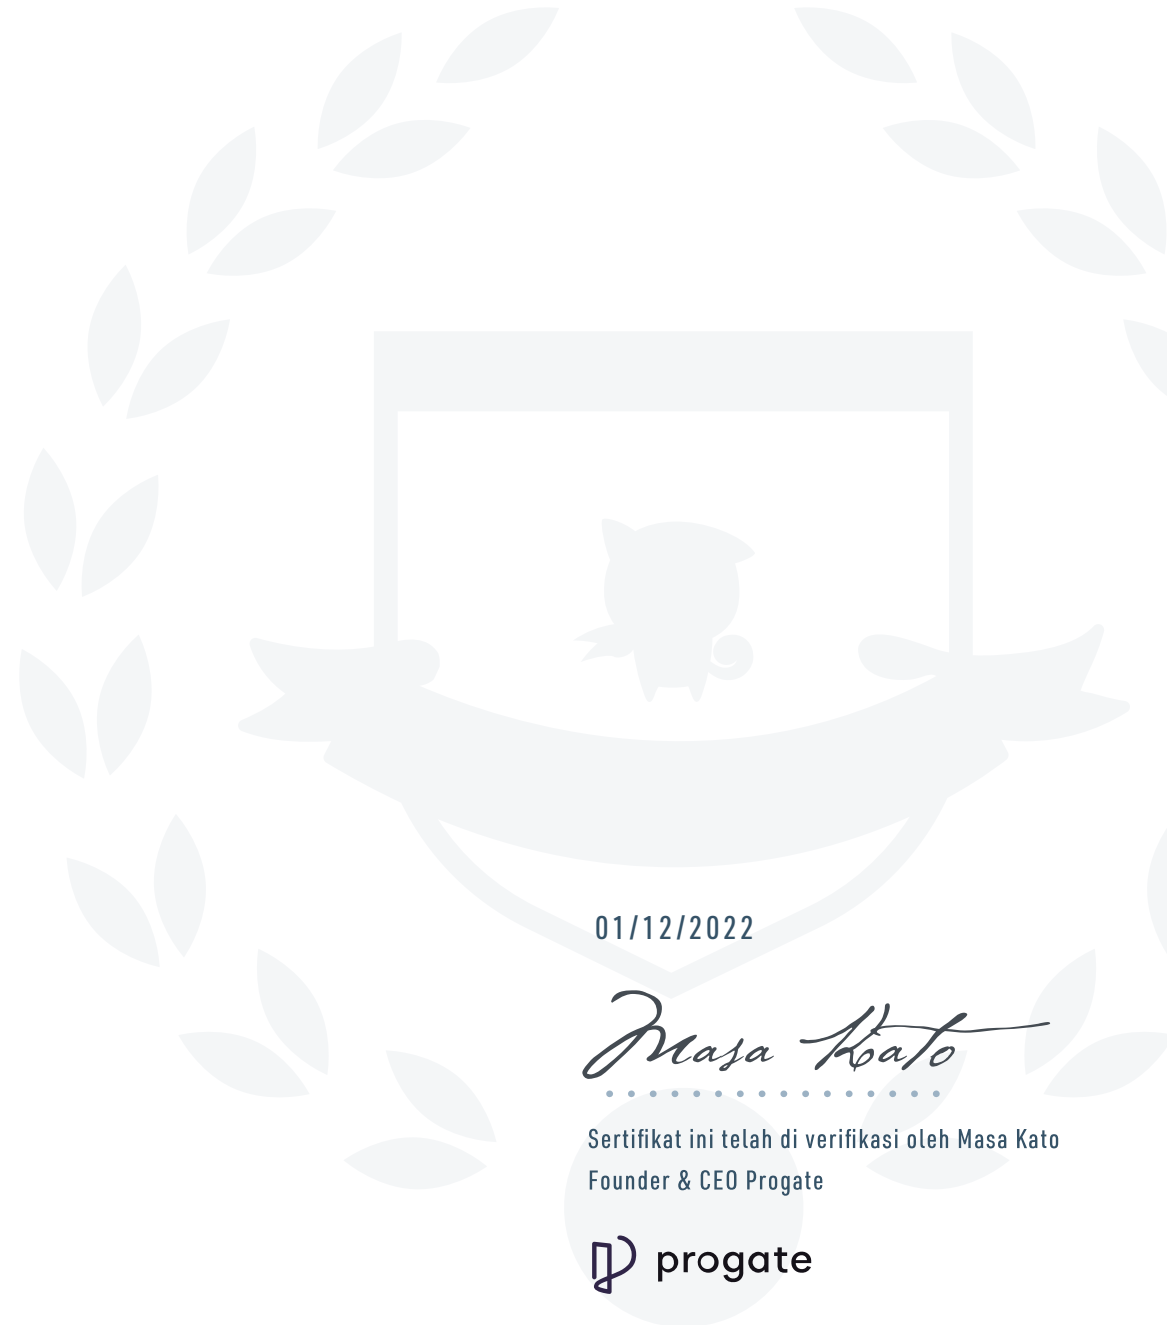 01/12/2022
Masa Kato
Sertifikat ini telah di verifikasi oleh Masa Kato
Founder & CEO Progate
progate